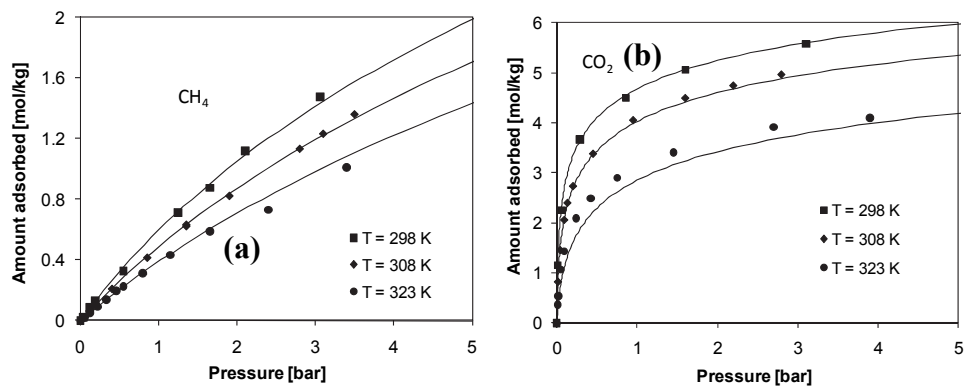 Amount adsorbed [mol/kg]
2
1.6
1.2
0.8
0.4
0
CH4
(a)
T = 298 K
T = 308 K
T = 323 K
0 1 2 3 4 5
Pressure [bar]
Amount adsorbed [mol/kg]
6
5
4
3
2
1
0
CO2
(b)
T = 298 K
T = 308 K
T = 323 K
0 1 2 3 4 5
Pressure [bar]